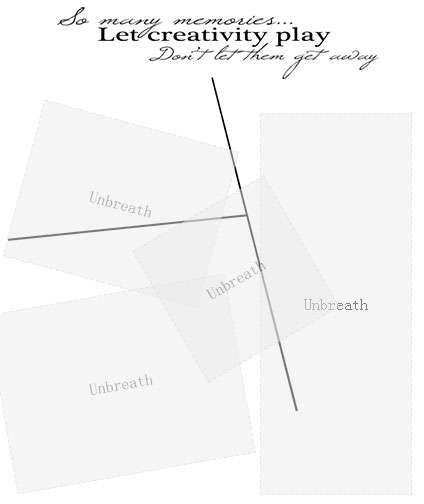 So many memories...
Let creativity play
Don't let them get away
Unbreath
Unbreath
Unbreath
Unbreath